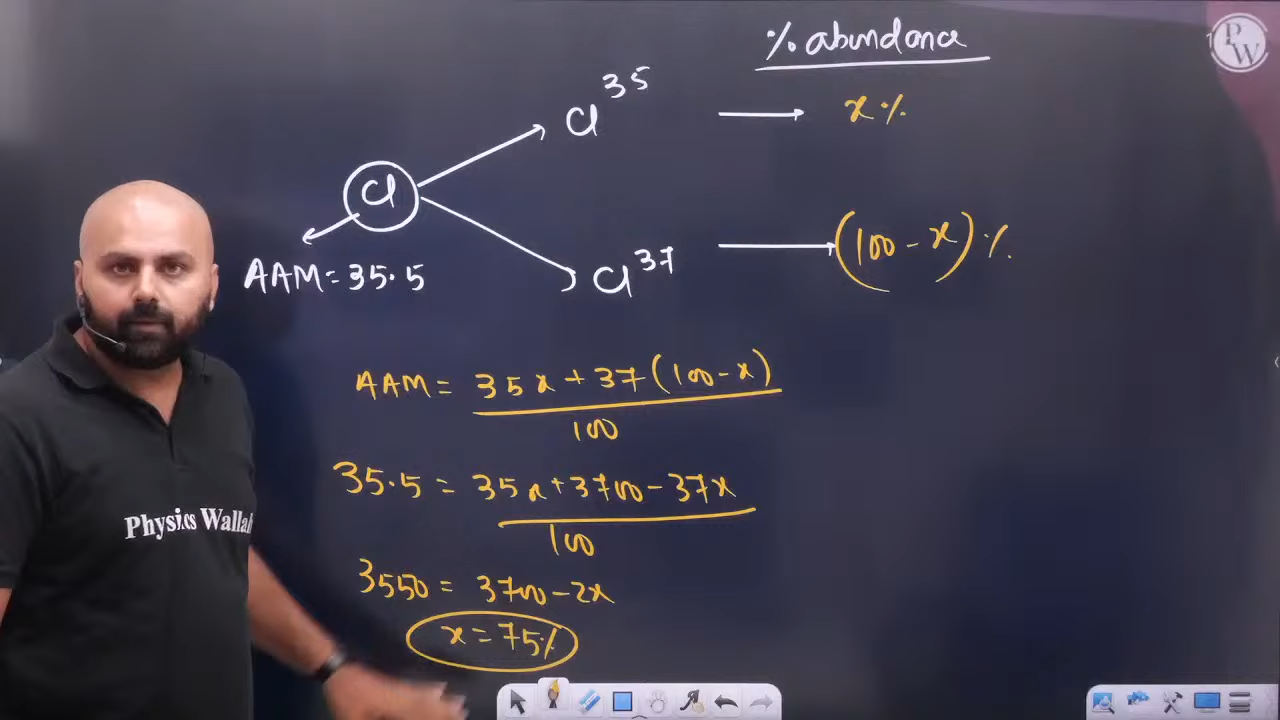 % abundance
PW
Cl³⁵ → x%
Cl
AAM = 35.5
Cl³⁷ → (100 - x)%
AAM = 35x + 37(100 - x)
100
35.5 = 35x + 3700 - 37x
100
3550 = 3700 - 2x
x = 75%
Physics Wallah